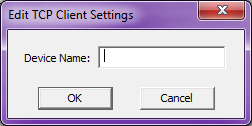 Edit TCP Client Settings
Device Name:
OK
Cancel